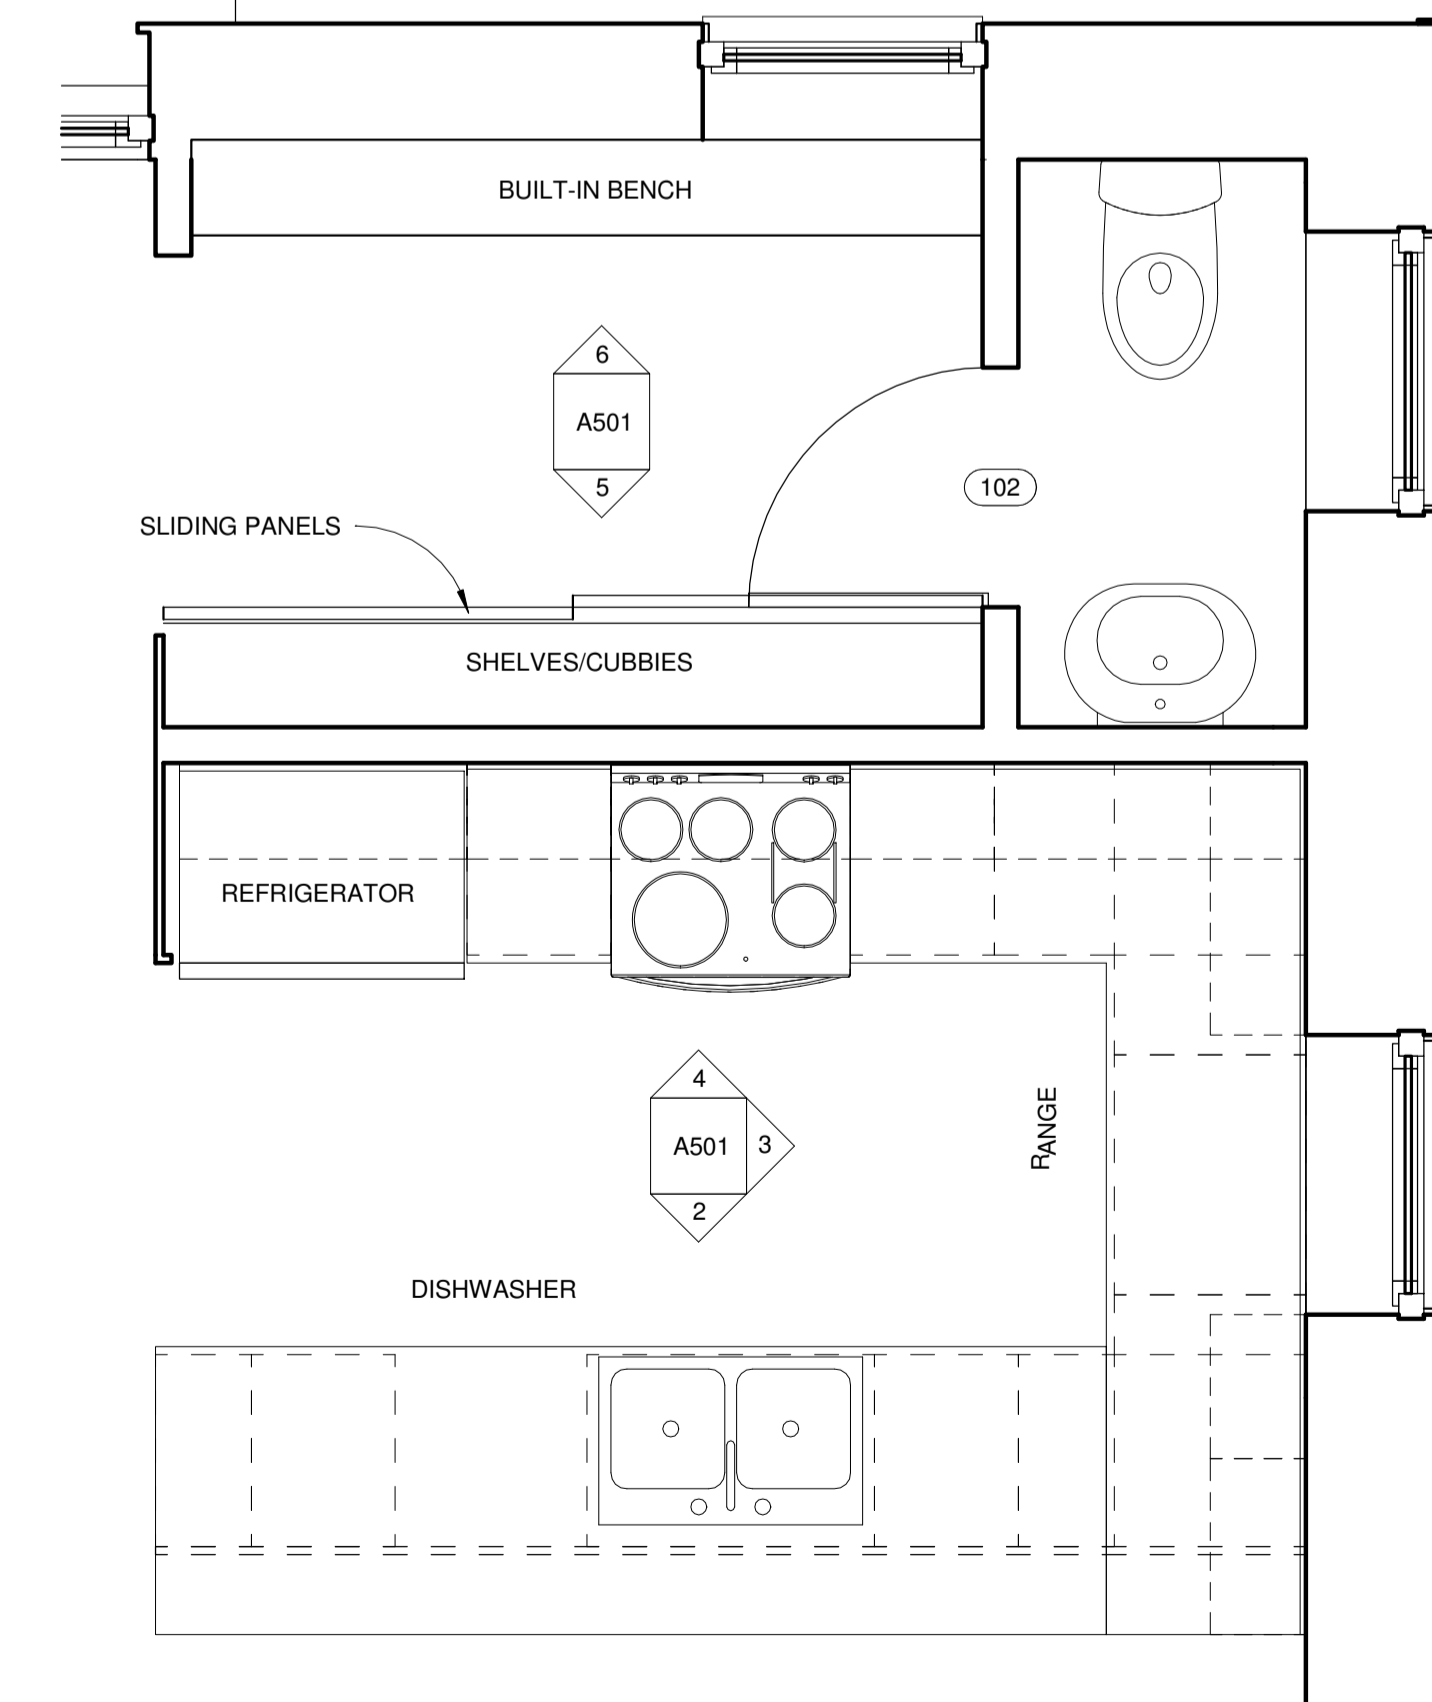 BUILT-IN BENCH
6
A501
5
102
SLIDING PANELS
SHELVES/CUBBIES
REFRIGERATOR
4
A501
3
2
RANGE
DISHWASHER